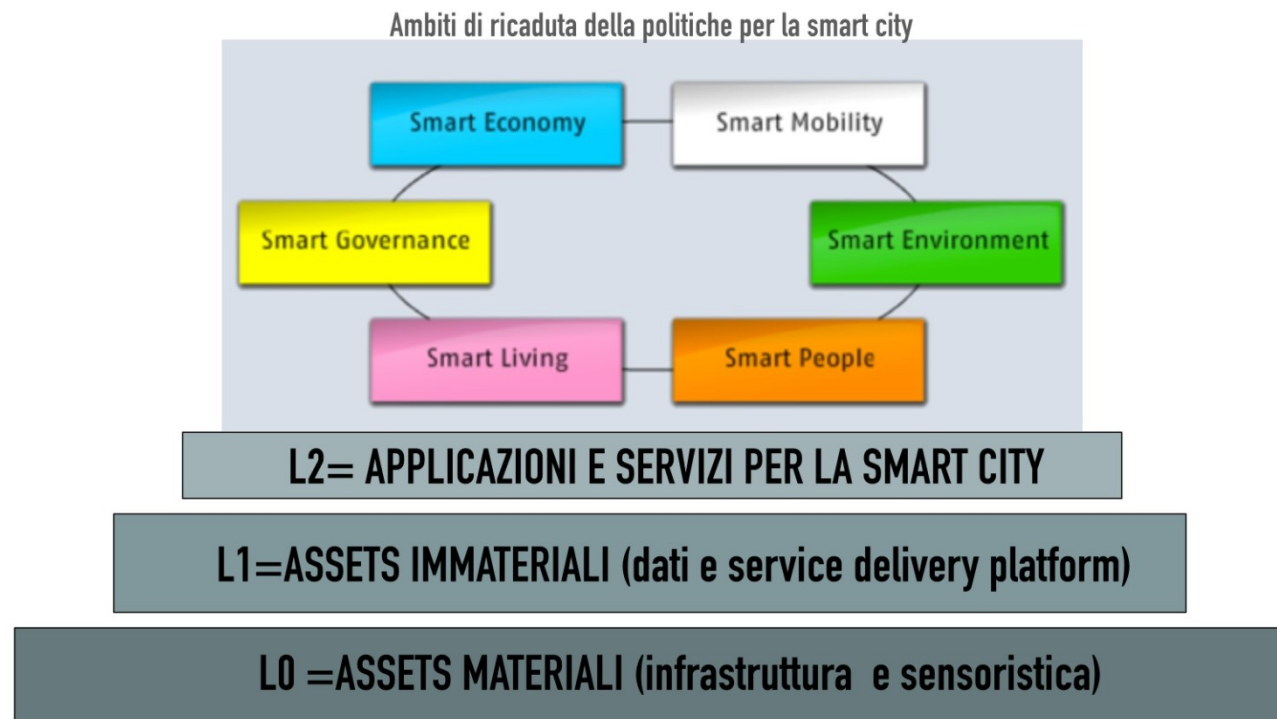 Ambiti di ricaduta della politiche per la smart city
Smart Economy
Smart Mobility
Smart Governance
Smart Environment
Smart Living
Smart People
L2= APPLICAZIONI E SERVIZI PER LA SMART CITY
L1=ASSETS IMMATERIALI (dati e service delivery platform)
L0 =ASSETS MATERIALI (infrastruttura e sensoristica)